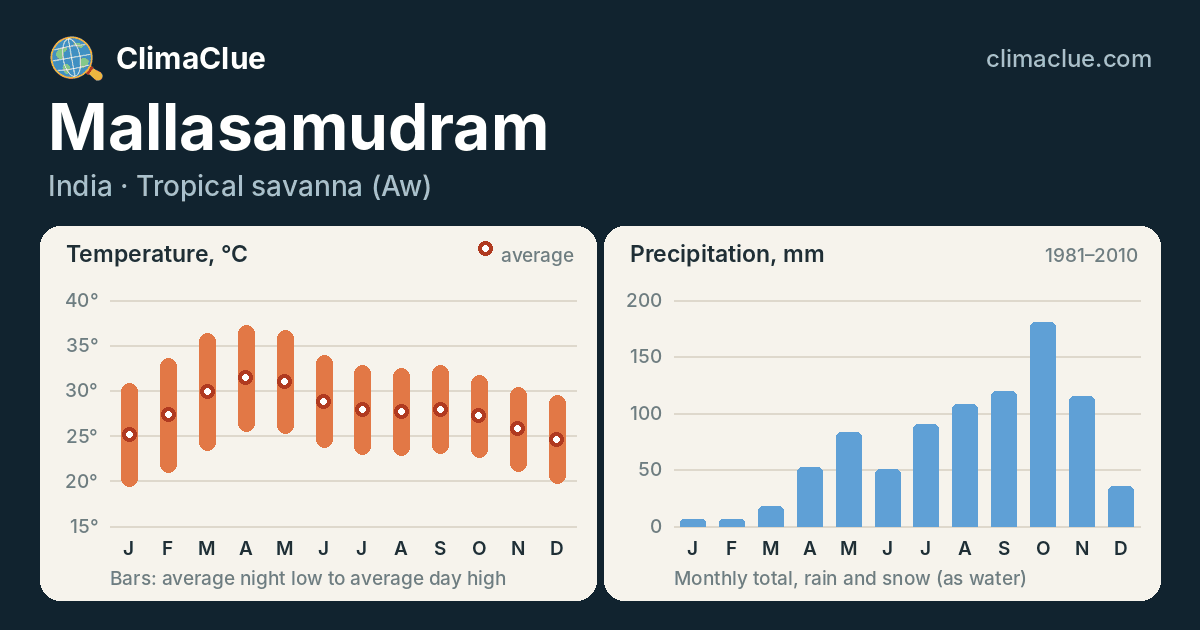 ClimaClue
climaclue.com
Mallasamudram
India · Tropical savanna (Aw)
Temperature, °C
average
40°
35°
30°
25°
20°
15°
J F M A M J J A S O N D
Bars: average night low to average day high
Precipitation, mm
1981–2010
200
150
100
50
0
J F M A M J J A S O N D
Monthly total, rain and snow (as water)